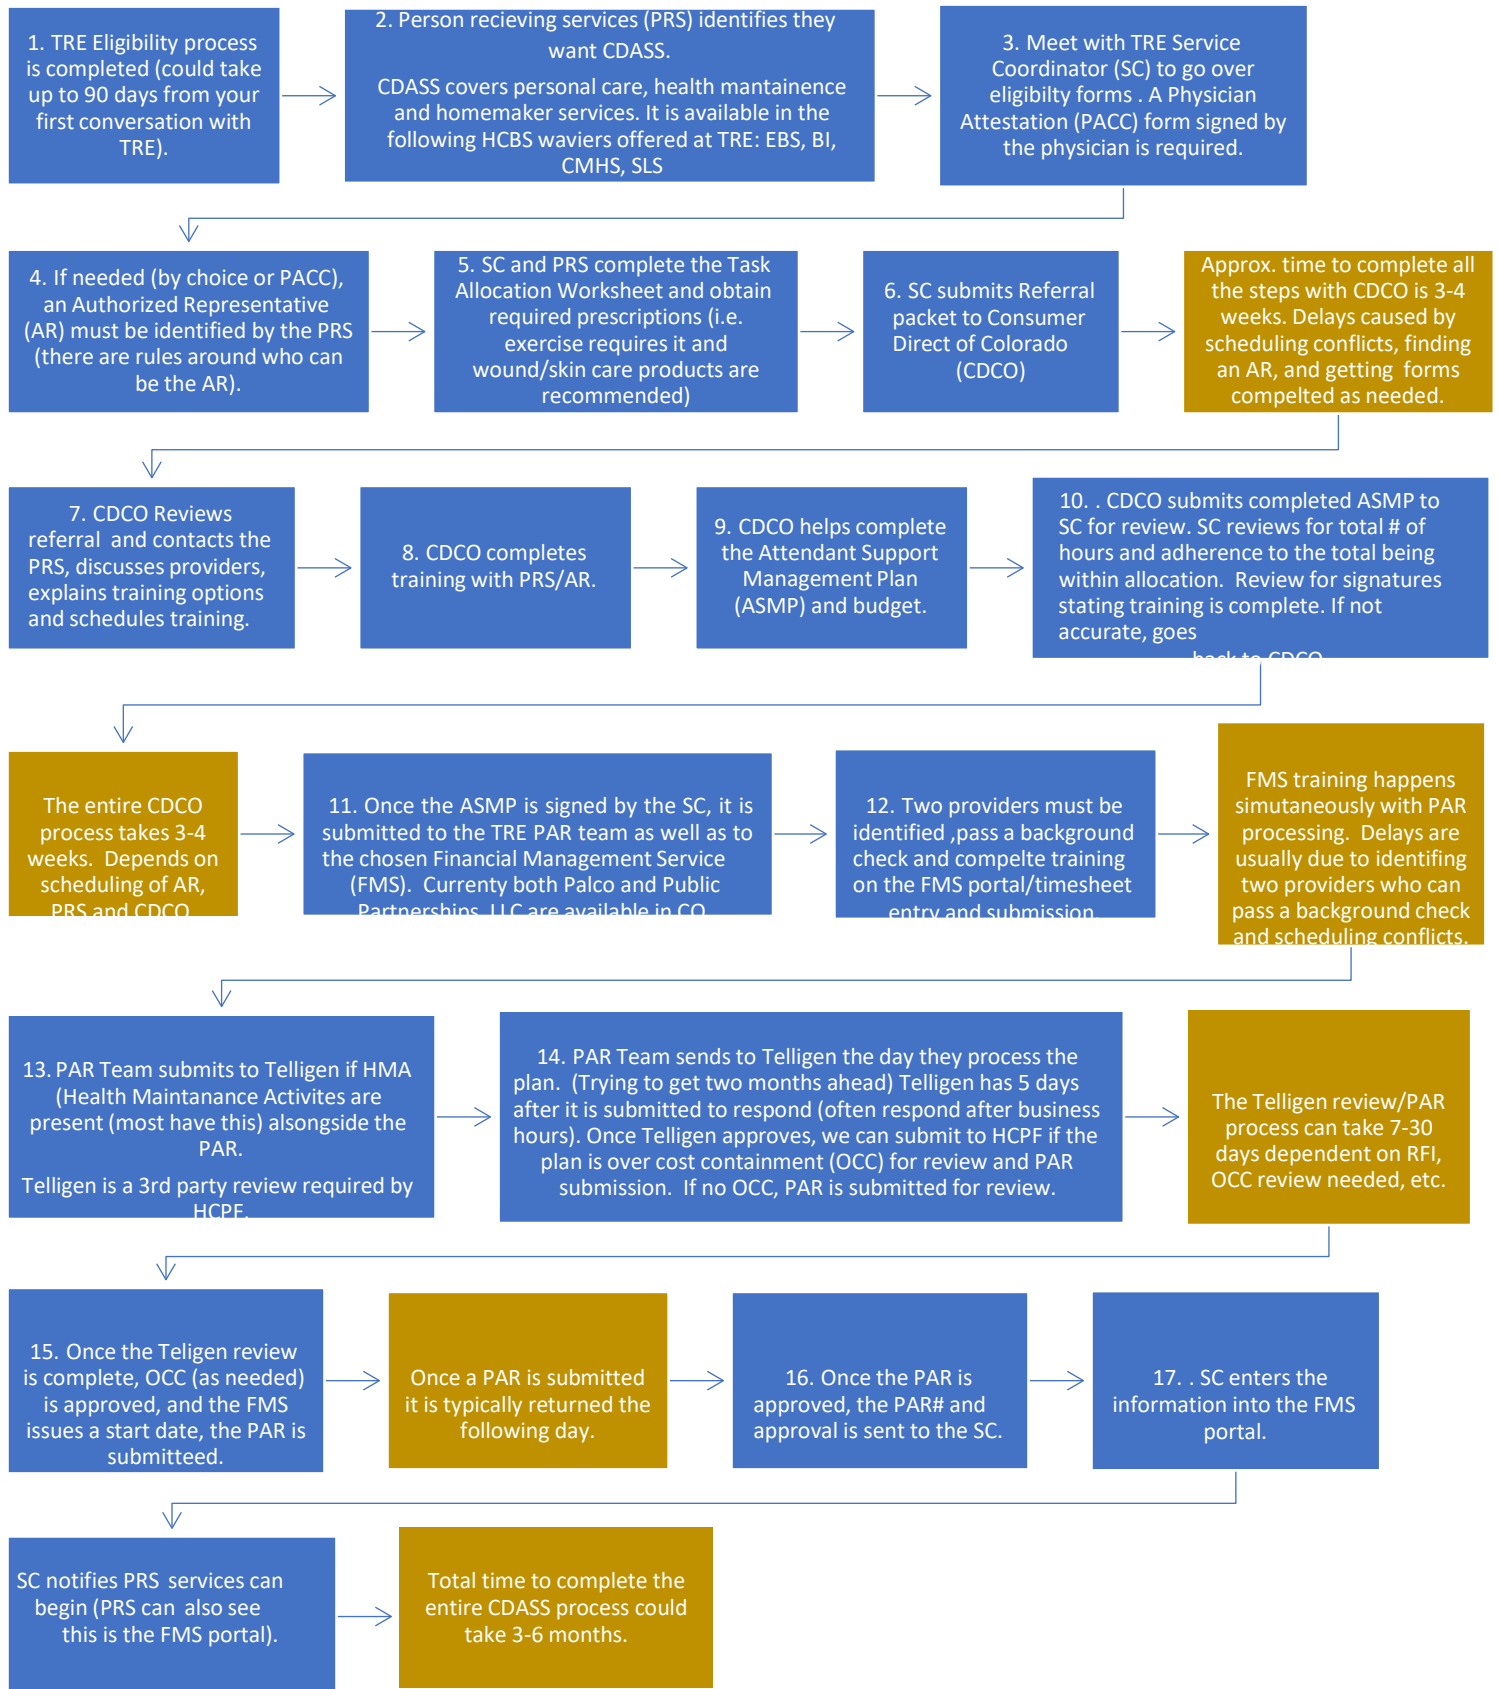 1. TRE Eligibility process
is completed (could take
up to 90 days from your
first conversation with
TRE).
2. Person recieving services (PRS) identifies they
want CDASS.
CDASS covers personal care, health mantainence
and homemaker services. It is available in the
following HCBS waviers offered at TRE: EBS, BI,
CMHS, SLS
3. Meet with TRE Service
Coordinator (SC) to go over
eligibilty forms . A Physician
Attestation (PACC) form signed by
the physician is required.
4. If needed (by choice or PACC),
an Authorized Representative
(AR) must be identified by the PRS
(there are rules around who can
be the AR).
5. SC and PRS complete the Task
Allocation Worksheet and obtain
required prescriptions (i.e.
exercise requires it and
wound/skin care products are
recommended)
6. SC submits Referral
packet to Consumer
Direct of Colorado
(CDCO)
Approx. time to complete all
the steps with CDCO is 3-4
weeks. Delays caused by
scheduling conflicts, finding
an AR, and getting forms
compelted as needed.
7. CDCO Reviews
referral and contacts the
PRS, discusses providers,
explains training options
and schedules training.
8. CDCO completes
training with PRS/AR.
9. CDCO helps complete
the Attendant Support
Management Plan
(ASMP) and budget.
10. . CDCO submits completed ASMP to
SC for review. SC reviews for total # of
hours and adherence to the total being
within allocation. Review for signatures
stating training is complete. If not
accurate, goes
back to CDCO
The entire CDCO
process takes 3-4
weeks. Depends on
scheduling of AR,
PRS and CDCO
11. Once the ASMP is signed by the SC, it is
submitted to the TRE PAR team as well as to
the chosen Financial Management Service
(FMS). Currenty both Palco and Public
Partnerships, LLC are available in CO
12. Two providers must be
identified ,pass a background
check and compelte training
on the FMS portal/timesheet
entry and submission.
FMS training happens
simutaneously with PAR
processing. Delays are
usually due to identifing
two providers who can
pass a background check
and scheduling conflicts.
13. PAR Team submits to Telligen if HMA
(Health Maintanance Activites are
present (most have this) alongside the
PAR.
Telligen is a 3rd party review required by
HCPF.
14. PAR Team sends to Telligen the day they process the
plan. (Trying to get two months ahead) Telligen has 5 days
after it is submitted to respond (often respond after business
hours). Once Telligen approves, we can submit to HCPF if the
plan is over cost containment (OCC) for review and PAR
submission. If no OCC, PAR is submitted for review.
The Telligen review/PAR
process can take 7-30
days dependent on RFI,
OCC review needed, etc.
15. Once the Teligen review
is complete, OCC (as needed)
is approved, and the FMS
issues a start date, the PAR is
submitteed.
Once a PAR is submitted
it is typically returned the
following day.
16. Once the PAR is
approved, the PAR# and
approval is sent to the SC.
17. . SC enters the
information into the FMS
portal.
SC notifies PRS services can
begin (PRS can also see
this is the FMS portal).
Total time to complete the
entire CDASS process could
take 3-6 months.